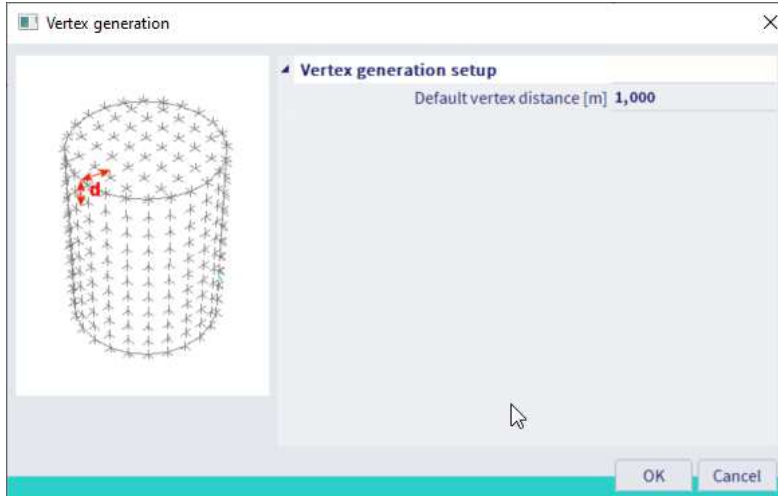 Vertex generation
Vertex generation setup
Default vertex distance [m] 1,000
d
OK
Cancel